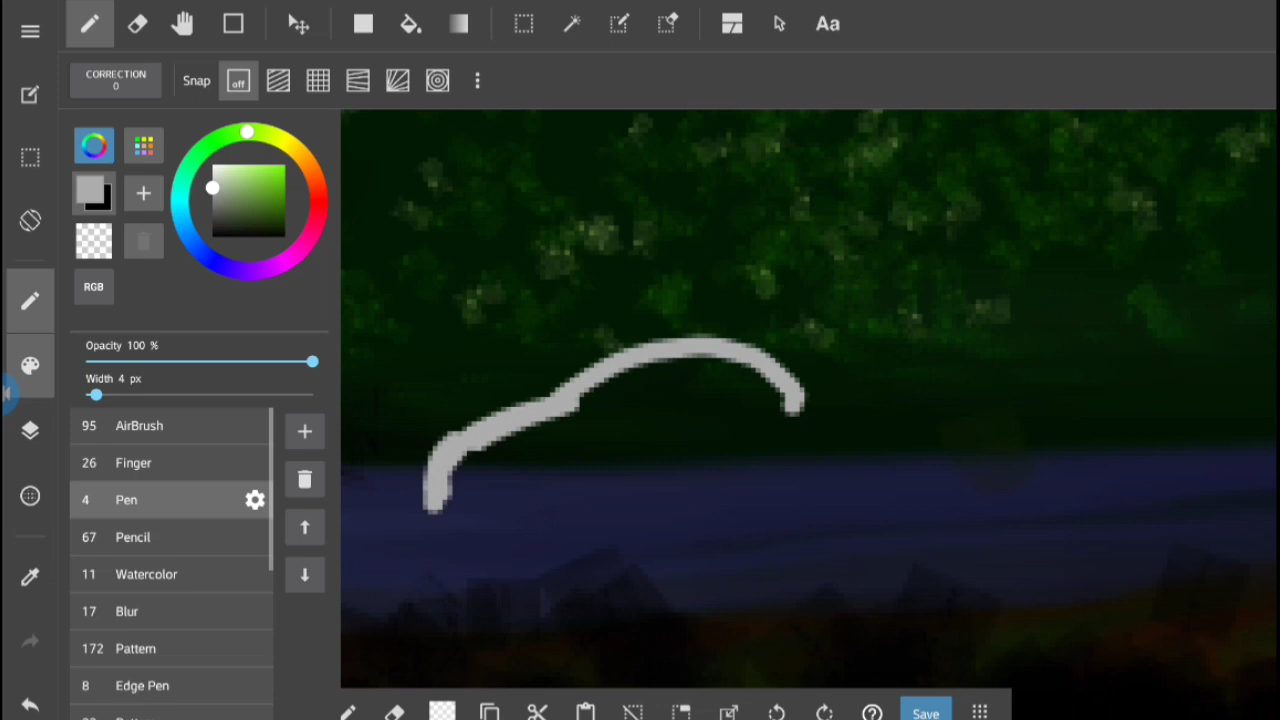 Aa
CORRECTION
0
Snap
off
RGB
Opacity 100 %
Width 4 px
95 AirBrush
26 Finger
4 Pen
67 Pencil
11 Watercolor
17 Blur
172 Pattern
8 Edge Pen
Save